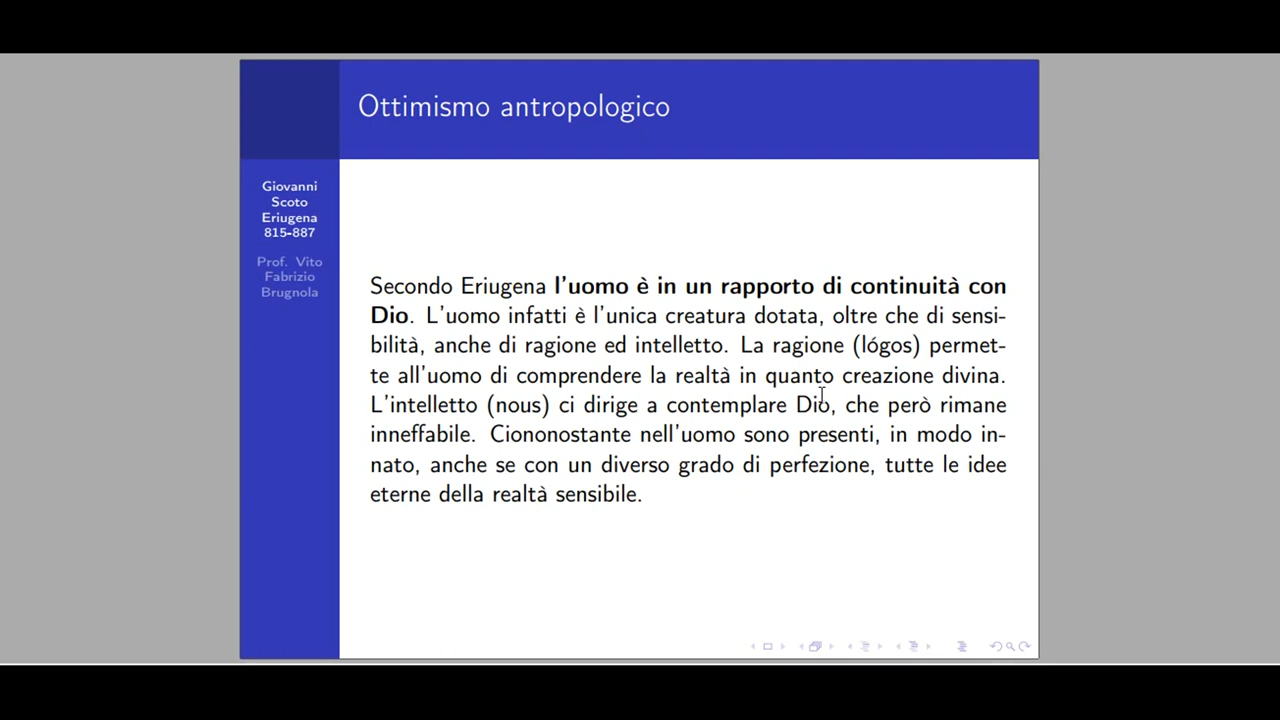 Ottimismo antropologico
Giovanni
Scoto
Eriugena
815-887
Prof. Vito
Fabrizio
Brugnola
Secondo Eriugena l'uomo è in un rapporto di continuità con
Dio. L'uomo infatti è l'unica creatura dotata, oltre che di sensi-
bilità, anche di ragione ed intelletto. La ragione (lógos) permet-
te all'uomo di comprendere la realtà in quanto creazione divina.
L'intelletto (nous) ci dirige a contemplare Dio, che però rimane
inneffabile. Ciononostante nell'uomo sono presenti, in modo in-
nato, anche se con un diverso grado di perfezione, tutte le idee
eterne della realtà sensibile.